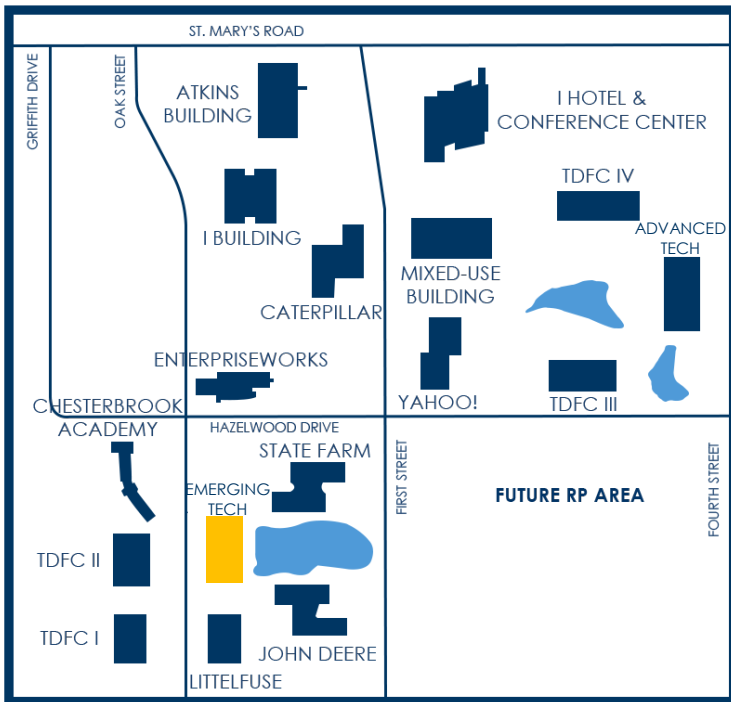 ST. MARY'S ROAD
GRIFFITH DRIVE
OAK STREET
ATKINS
BUILDING
I HOTEL &
CONFERENCE CENTER
TDFC IV
I BUILDING
ADVANCED
TECH
MIXED-USE
BUILDING
CATERPILLAR
ENTERPRISEWORKS
YAHOO!
TDFC III
CHESTERBROOK
ACADEMY
HAZELWOOD DRIVE
STATE FARM
FIRST STREET
FOURTH STREET
EMERGING
TECH
FUTURE RP AREA
TDFC II
TDFC I
JOHN DEERE
LITTELFUSE